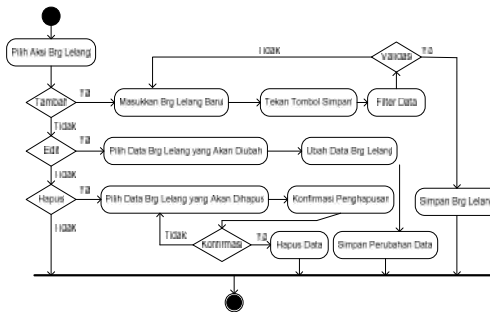 Pilih Aksi Brg Lelang
Tambah
Ya
Masukkan Brg Lelang Baru
Tekan Tombol Simpan
Filter Data
Validasi
Tidak
Ya
Tidak
Edit
Ya
Pilih Data Brg Lelang yang Akan Diubah
Ubah Data Brg Lelang
Tidak
Hapus
Ya
Pilih Data Brg Lelang yang Akan Dihapus
Konfirmasi Penghapusan
Simpan Brg Lelang
Tidak
Tidak
Konfirmasi
Ya
Hapus Data
Simpan Perubahan Data